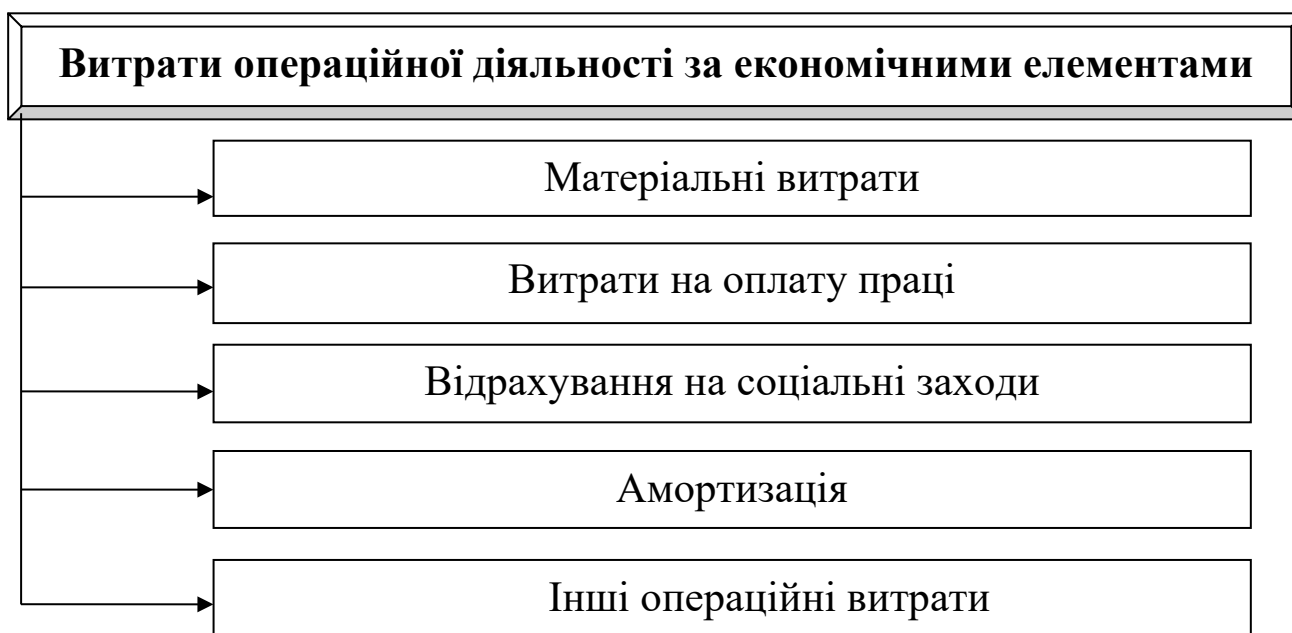 Витрати операційної діяльності за економічними елементами
Матеріальні витрати
Витрати на оплату праці
Відрахування на соціальні заходи
Амортизація
Інші операційні витрати